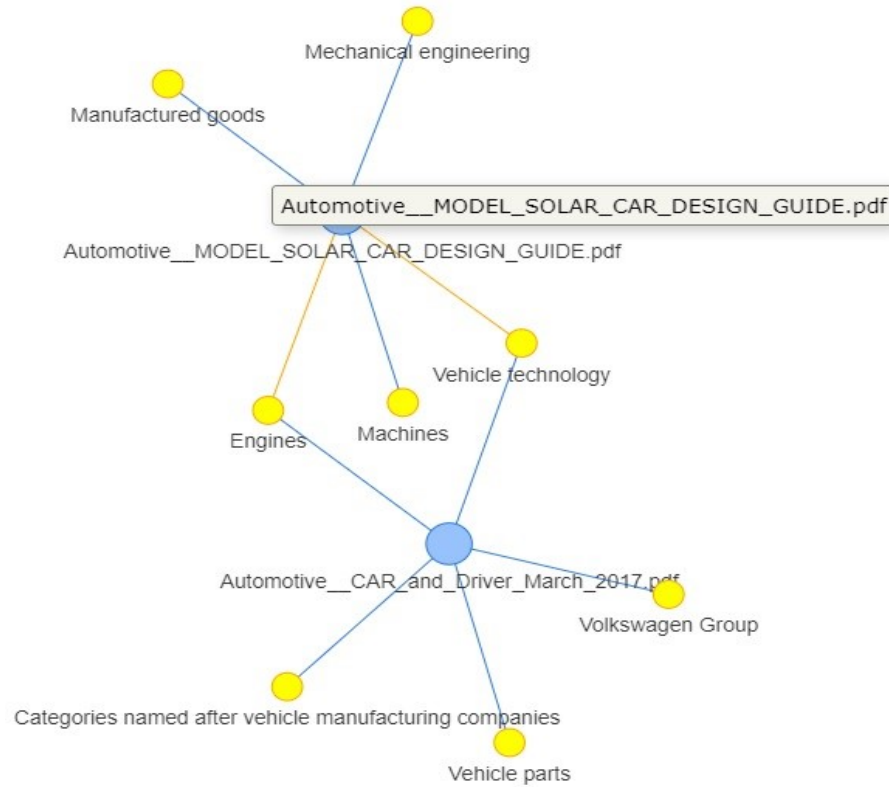 Mechanical engineering
Manufactured goods
Automotive__MODEL_SOLAR_CAR_DESIGN_GUIDE.pdf
Automotive__MODEL_SOLAR_CAR_DESIGN_GUIDE.pdf
Vehicle technology
Engines
Machines
Automotive__CAR_and_Driver_March_2017.pdf
Volkswagen Group
Categories named after vehicle manufacturing companies
Vehicle parts